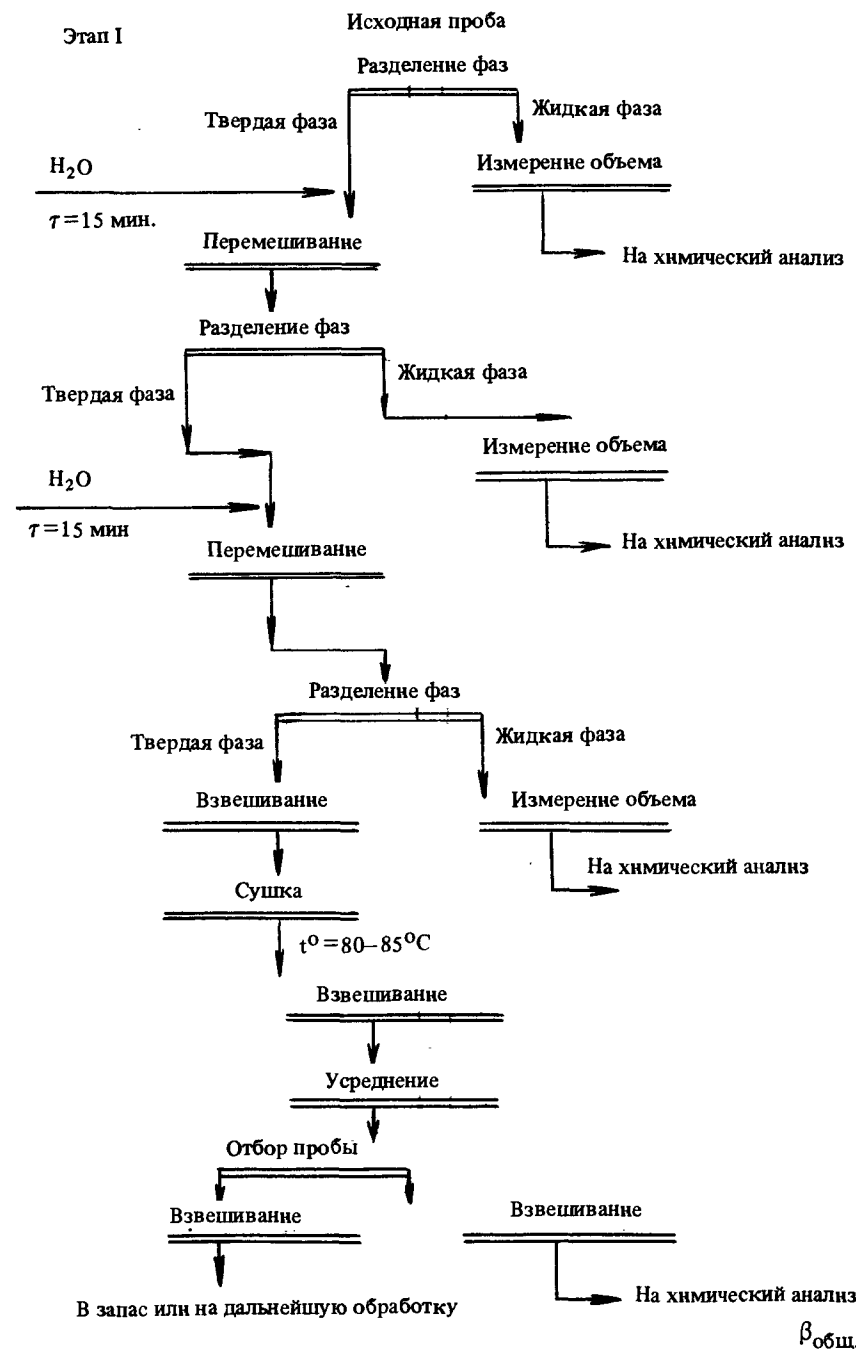 Этап I
Исходная проба
Разделение фаз
Твердая фаза
Жидкая фаза
H₂O
Измерение объема
τ=15 мин.
Перемешивание
На химический анализ
Разделение фаз
Твердая фаза
Жидкая фаза
Измерение объема
H₂O
τ=15 мин
На химический анализ
Перемешивание
Разделение фаз
Твердая фаза
Жидкая фаза
Взвешивание
Измерение объема
На химический анализ
Сушка
t°=80–85°C
Взвешивание
Усреднение
Отбор пробы
Взвешивание
Взвешивание
В запас или на дальнейшую обработку
На химический анализ
βобщ.